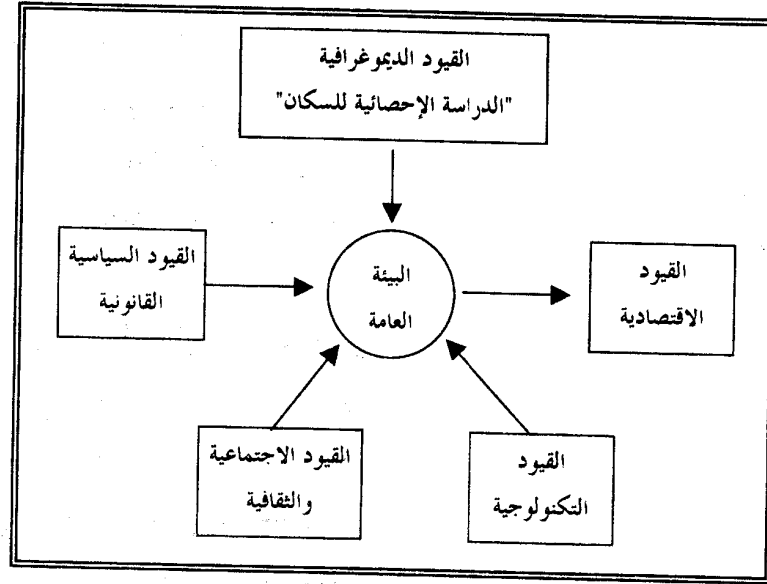 القيود الديموغرافية
"الدراسة الإحصائية للسكان"
القيود السياسية
القانونية
البيئة
العامة
القيود
الاقتصادية
القيود الاجتماعية
والثقافية
القيود
التكنولوجية